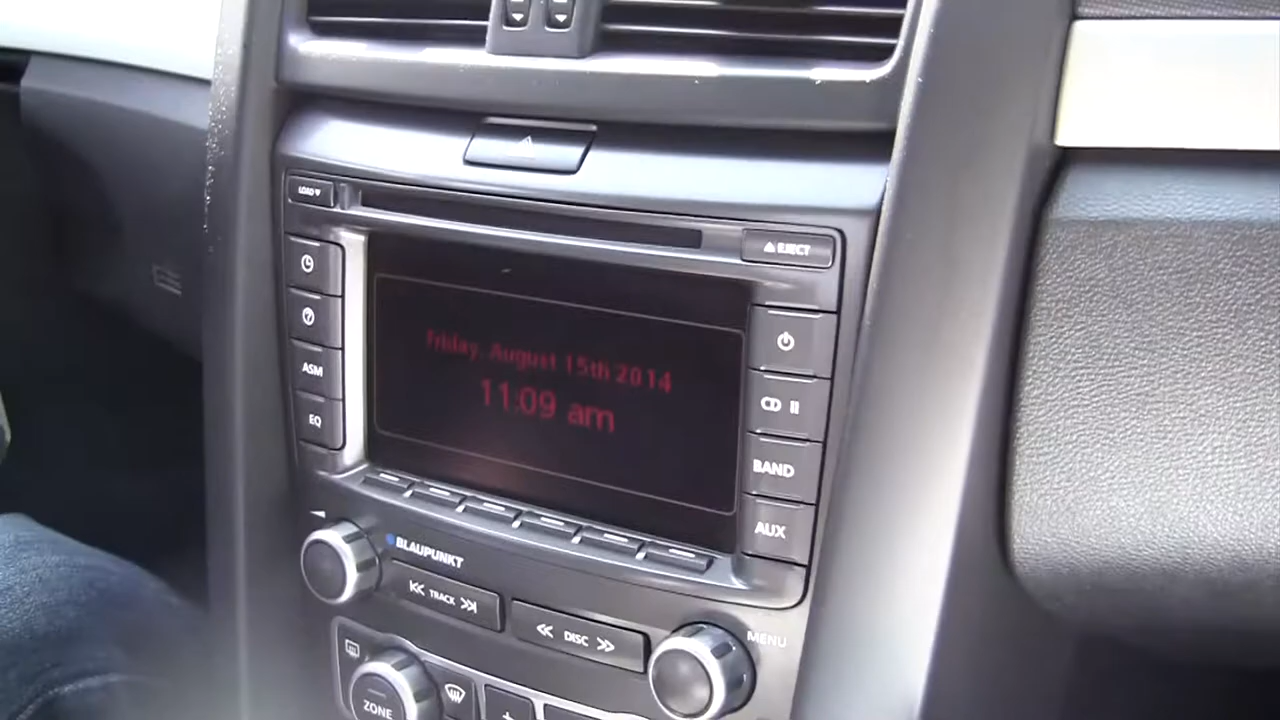 LOAD
EJECT
Friday, August 15th 2014
11:09 am
ASM
EQ
BAND
AUX
BLAUPUNKT
TRACK
DISC
MENU
ZONE